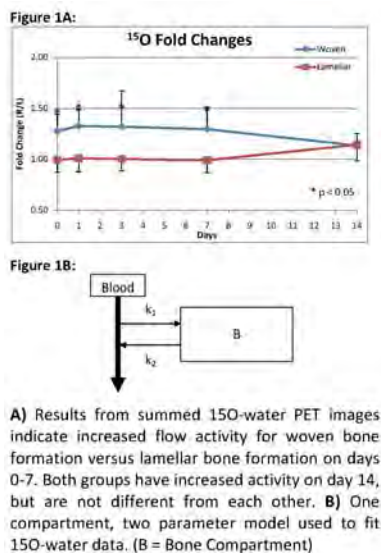 Figure 1A:
¹⁵O Fold Changes
Woven
Lamellar
Fold Change (R/L)
2.00
1.50
1.00
0.50
* p < 0.05
0 1 2 3 4 5 6 7 8 9 10 11 12 13 14
Days
Figure 1B:
Blood
k₁
k₂
B
A) Results from summed 15O-water PET images
indicate increased flow activity for woven bone
formation versus lamellar bone formation on days
0-7. Both groups have increased activity on day 14,
but are not different from each other. B) One
compartment, two parameter model used to fit
15O-water data. (B = Bone Compartment)